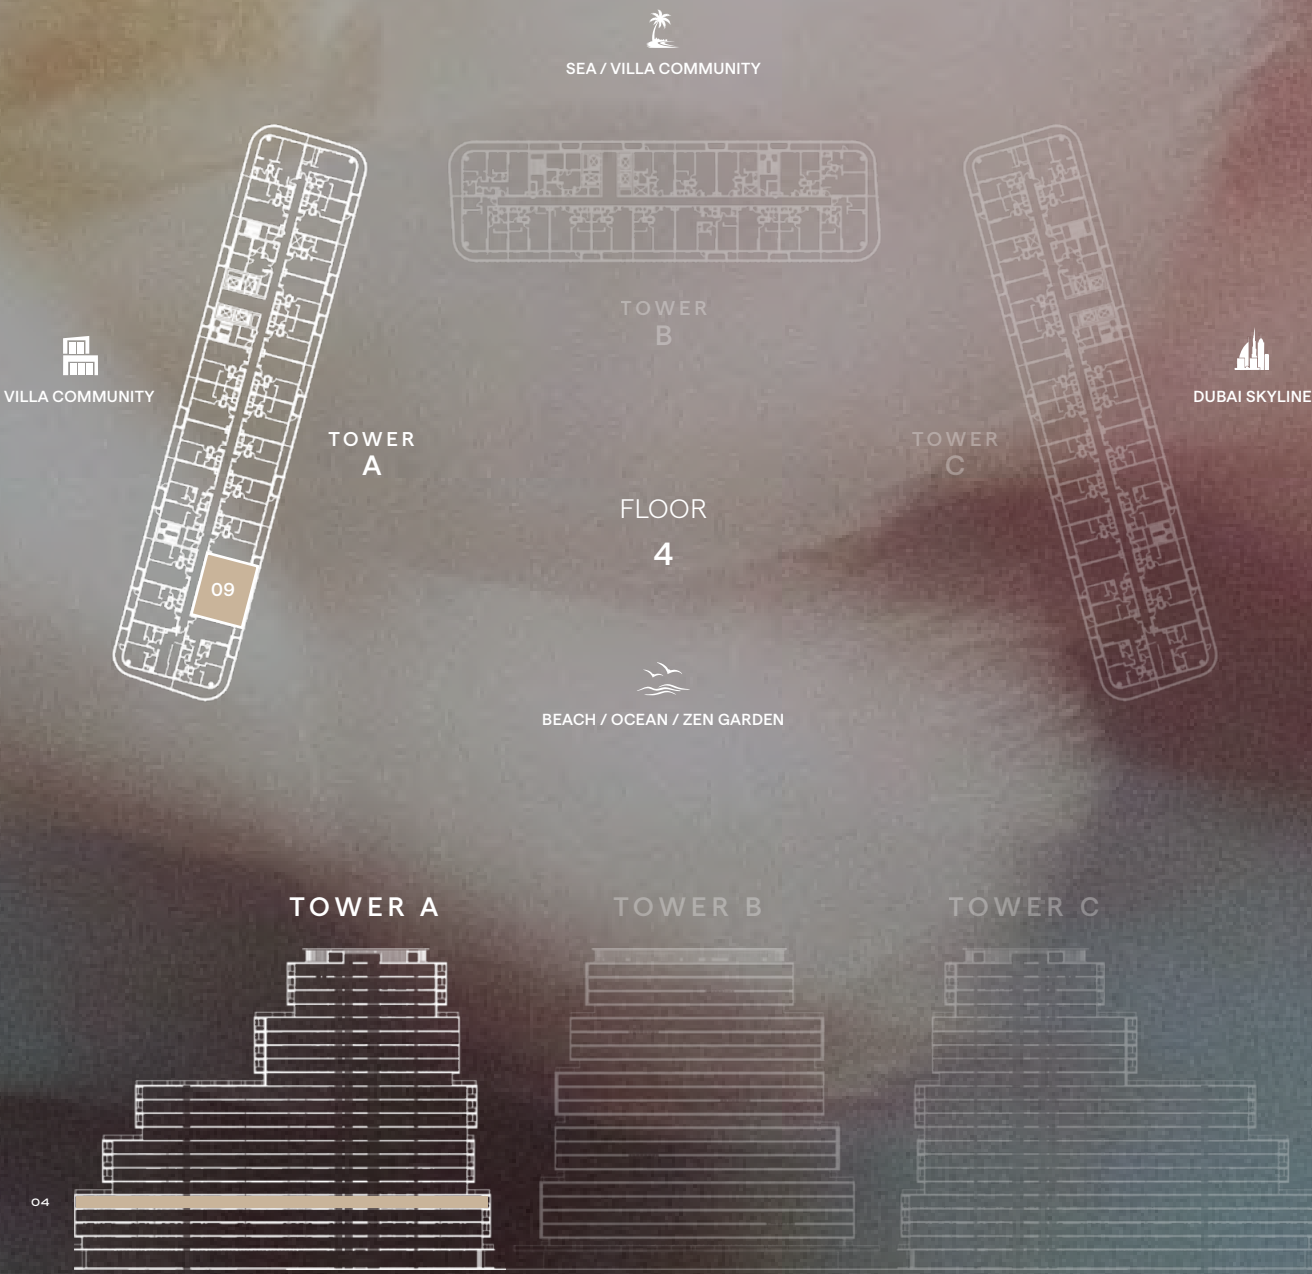 SEA / VILLA COMMUNITY
TOWER
B
VILLA COMMUNITY
DUBAI SKYLINE
TOWER
A
TOWER
C
FLOOR
4
09
BEACH / OCEAN / ZEN GARDEN
TOWER A
TOWER B
TOWER C
04